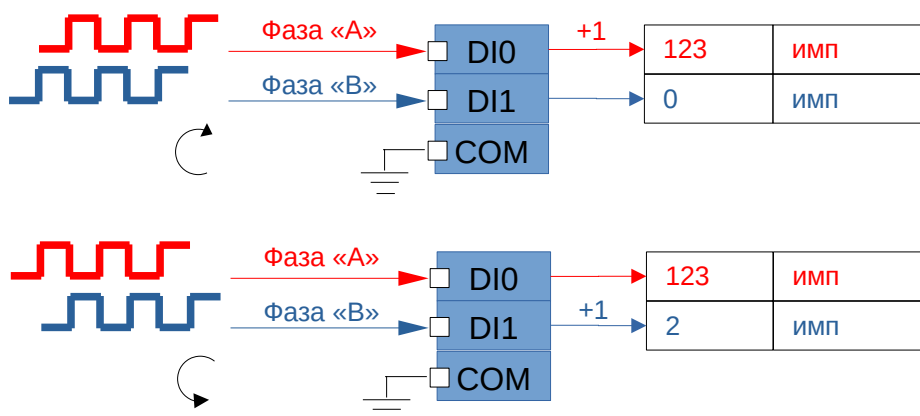 Фаза «A» DI0 +1 123 имп
Фаза «B» DI1 0 имп
COM
Фаза «A» DI0 123 имп
Фаза «B» DI1 +1 2 имп
COM